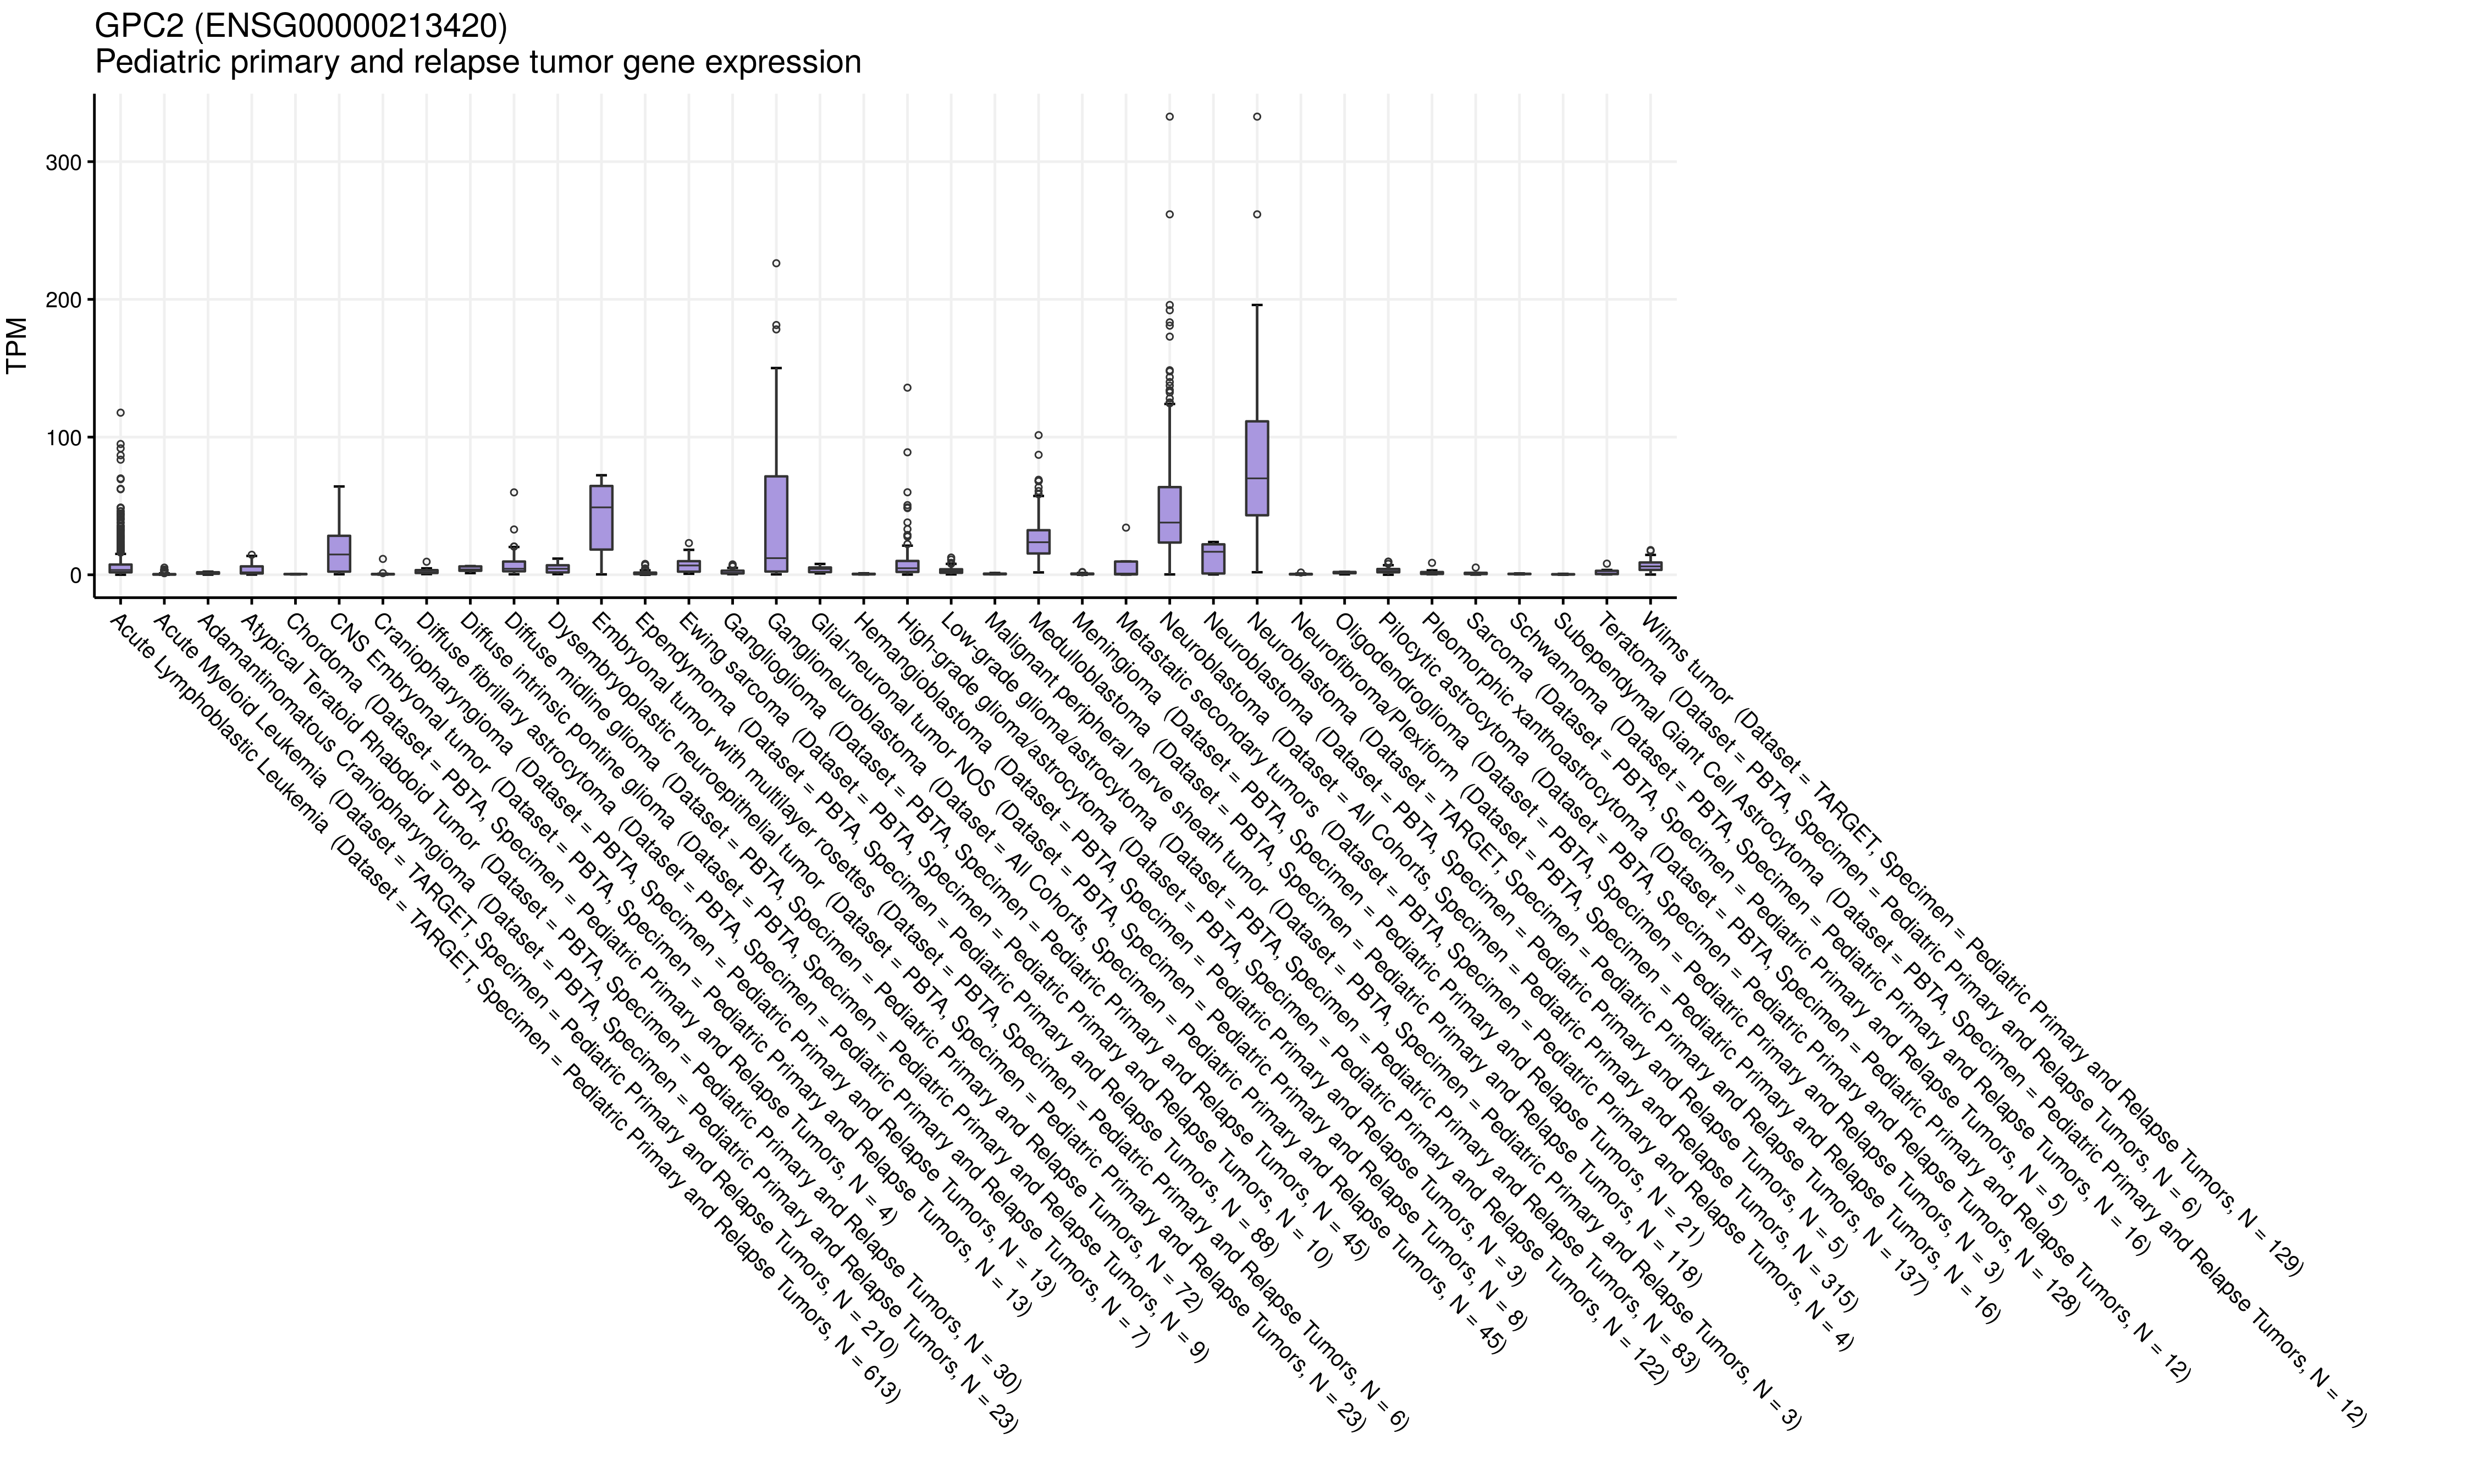 GPC2 (ENSG00000213420)
Pediatric primary and relapse tumor gene expression
TPM
300
200
100
0
Acute Lymphoblastic Leukemia (Dataset = TARGET, Specimen = Pediatric Primary and Relapse Tumors, N = 613)
Acute Myeloid Leukemia (Dataset = TARGET, Specimen = Pediatric Primary and Relapse Tumors, N = 210)
Adamantinomatous Craniopharyngioma (Dataset = PBTA, Specimen = Pediatric Primary and Relapse Tumors, N = 23)
Atypical Teratoid Rhabdoid Tumor (Dataset = PBTA, Specimen = Pediatric Primary and Relapse Tumors, N = 30)
Chordoma (Dataset = PBTA, Specimen = Pediatric Primary and Relapse Tumors, N = 4)
CNS Embryonal tumor (Dataset = PBTA, Specimen = Pediatric Primary and Relapse Tumors, N = 13)
Craniopharyngioma (Dataset = PBTA, Specimen = Pediatric Primary and Relapse Tumors, N = 13)
Diffuse fibrillary astrocytoma (Dataset = PBTA, Specimen = Pediatric Primary and Relapse Tumors, N = 7)
Diffuse intrinsic pontine glioma (Dataset = PBTA, Specimen = Pediatric Primary and Relapse Tumors, N = 9)
Diffuse midline glioma (Dataset = PBTA, Specimen = Pediatric Primary and Relapse Tumors, N = 72)
Dysembryoplastic neuroepithelial tumor (Dataset = PBTA, Specimen = Pediatric Primary and Relapse Tumors, N = 23)
Embryonal tumor with multilayer rosettes (Dataset = PBTA, Specimen = Pediatric Primary and Relapse Tumors, N = 6)
Ependymoma (Dataset = PBTA, Specimen = Pediatric Primary and Relapse Tumors, N = 88)
Ewing sarcoma (Dataset = PBTA, Specimen = Pediatric Primary and Relapse Tumors, N = 10)
Ganglioglioma (Dataset = PBTA, Specimen = Pediatric Primary and Relapse Tumors, N = 45)
Ganglioneuroblastoma (Dataset = All Cohorts, Specimen = Pediatric Primary and Relapse Tumors, N = 45)
Glial-neuronal tumor NOS (Dataset = PBTA, Specimen = Pediatric Primary and Relapse Tumors, N = 8)
Hemangioblastoma (Dataset = PBTA, Specimen = Pediatric Primary and Relapse Tumors, N = 3)
High-grade glioma/astrocytoma (Dataset = PBTA, Specimen = Pediatric Primary and Relapse Tumors, N = 122)
Low-grade glioma/astrocytoma (Dataset = PBTA, Specimen = Pediatric Primary and Relapse Tumors, N = 83)
Malignant peripheral nerve sheath tumor (Dataset = PBTA, Specimen = Pediatric Primary and Relapse Tumors, N = 3)
Medulloblastoma (Dataset = PBTA, Specimen = Pediatric Primary and Relapse Tumors, N = 118)
Meningioma (Dataset = PBTA, Specimen = Pediatric Primary and Relapse Tumors, N = 21)
Metastatic secondary tumors (Dataset = PBTA, Specimen = Pediatric Primary and Relapse Tumors, N = 4)
Neuroblastoma (Dataset = All Cohorts, Specimen = Pediatric Primary and Relapse Tumors, N = 315)
Neuroblastoma (Dataset = PBTA, Specimen = Pediatric Primary and Relapse Tumors, N = 5)
Neuroblastoma (Dataset = TARGET, Specimen = Pediatric Primary and Relapse Tumors, N = 137)
Neurofibroma/Plexiform (Dataset = PBTA, Specimen = Pediatric Primary and Relapse Tumors, N = 16)
Oligodendroglioma (Dataset = PBTA, Specimen = Pediatric Primary and Relapse Tumors, N = 3)
Pilocytic astrocytoma (Dataset = PBTA, Specimen = Pediatric Primary and Relapse Tumors, N = 128)
Pleomorphic xanthoastrocytoma (Dataset = PBTA, Specimen = Pediatric Primary and Relapse Tumors, N = 12)
Sarcoma (Dataset = PBTA, Specimen = Pediatric Primary and Relapse Tumors, N = 5)
Schwannoma (Dataset = PBTA, Specimen = Pediatric Primary and Relapse Tumors, N = 16)
Subependymal Giant Cell Astrocytoma (Dataset = PBTA, Specimen = Pediatric Primary and Relapse Tumors, N = 12)
Teratoma (Dataset = PBTA, Specimen = Pediatric Primary and Relapse Tumors, N = 6)
Wilms tumor (Dataset = TARGET, Specimen = Pediatric Primary and Relapse Tumors, N = 129)